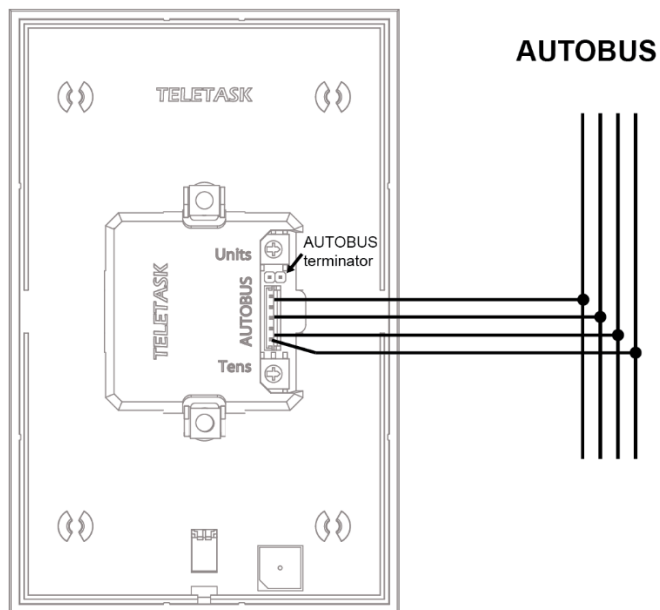 AUTOBUS
TELETASK
Units
AUTOBUS
terminator
TELETASK
AUTOBUS
Tens